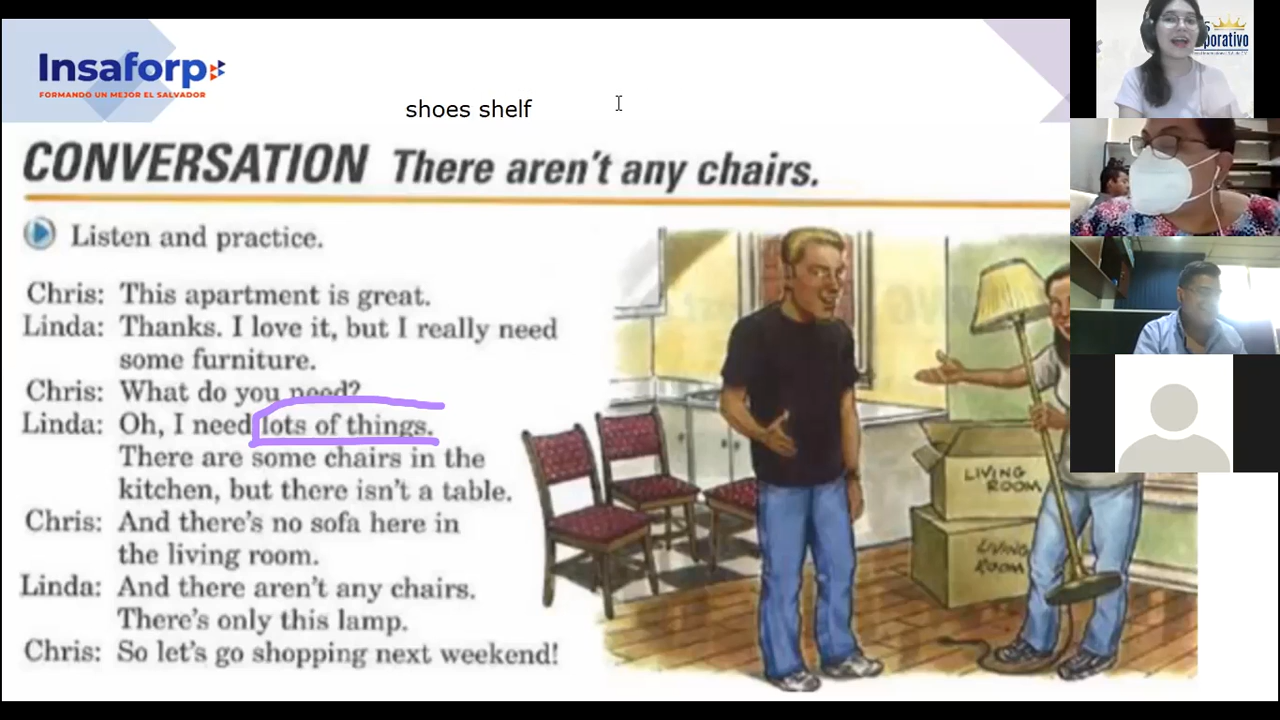 Insaforp
FORMANDO UN MEJOR EL SALVADOR
shoes shelf
porativo
CONVERSATION There aren't any chairs.
Listen and practice.
Chris: This apartment is great.
Linda: Thanks. I love it, but I really need
some furniture.
Chris: What do you need?
Linda: Oh, I need lots of things.
There are some chairs in the
kitchen, but there isn't a table.
Chris: And there's no sofa here in
the living room.
Linda: And there aren't any chairs.
There's only this lamp.
Chris: So let's go shopping next weekend!
LIVING
ROOM
LIVING
ROOM